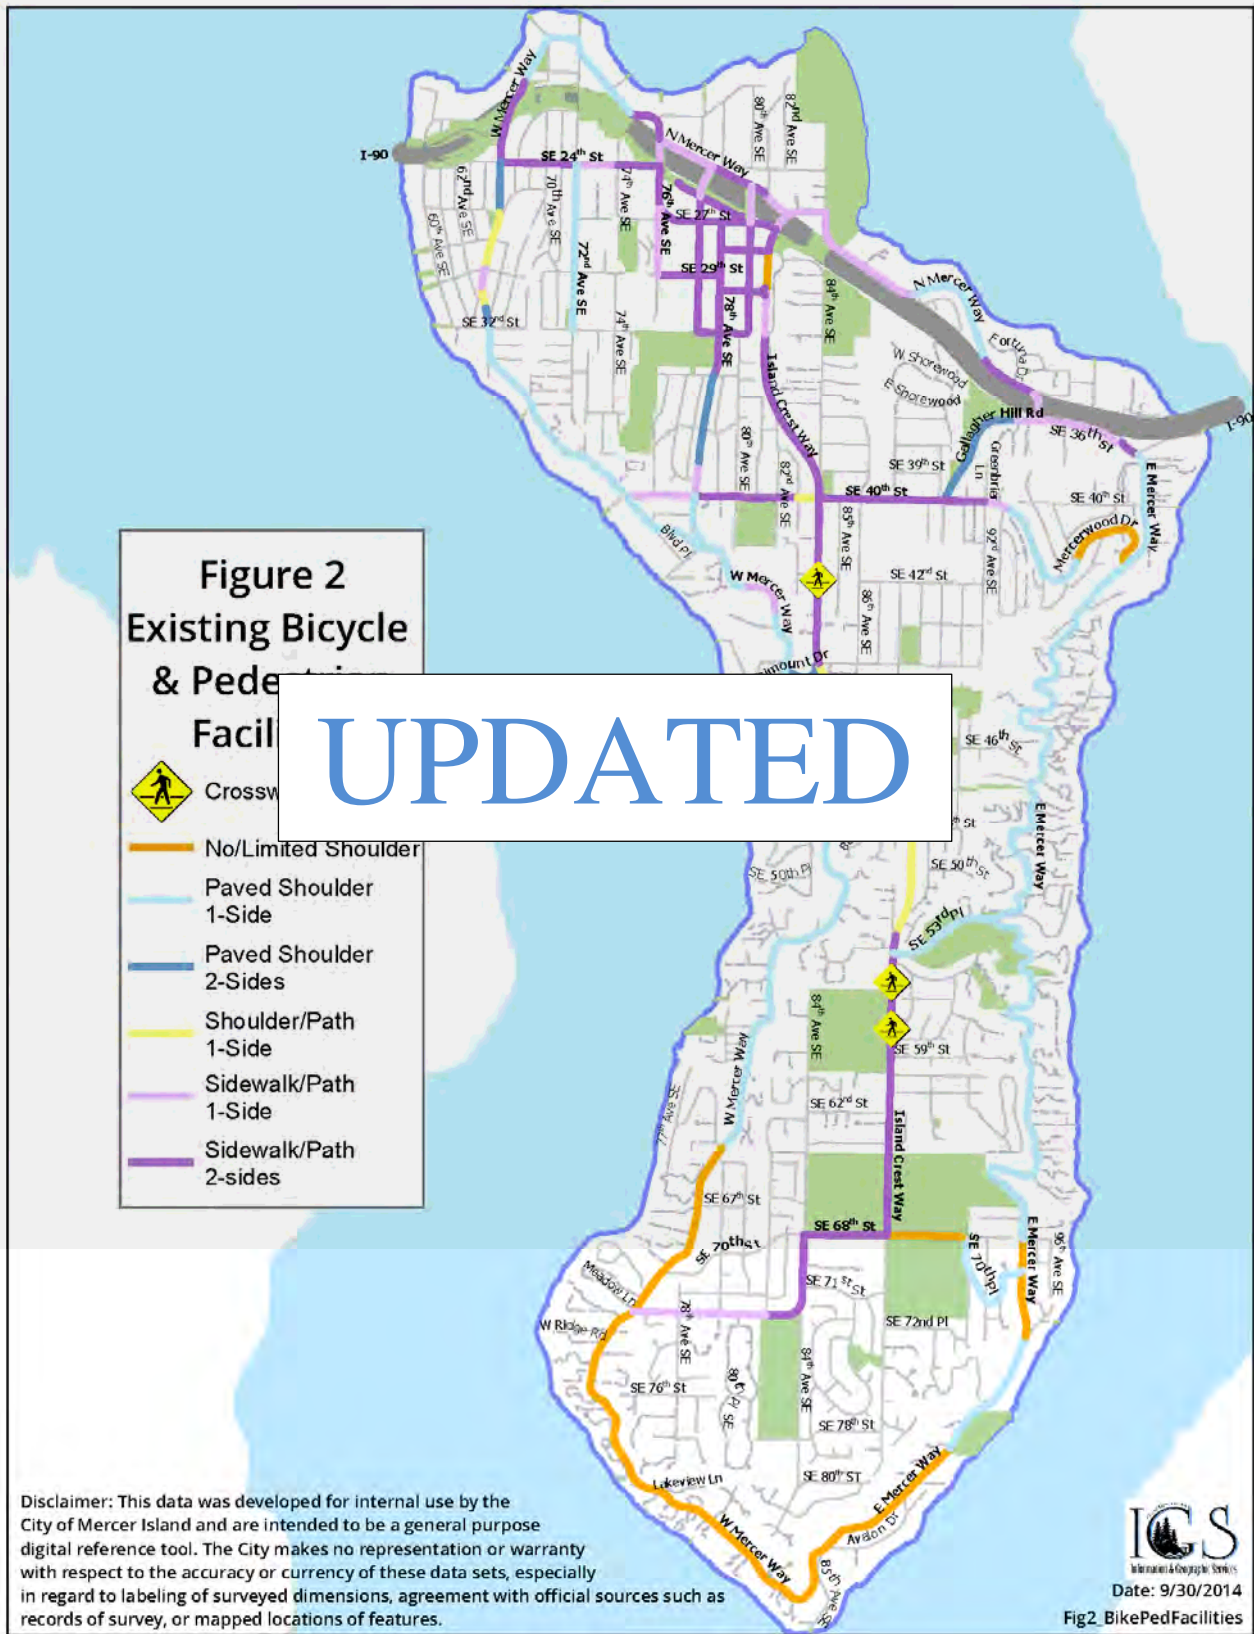 W Mercer Way
I-90
SE 24th St
N Mercer Way
80th Ave SE
82nd Ave SE
62nd Ave SE
60th Ave SE
70th Ave SE
72nd Ave SE
74th Ave SE
76th Ave SE
SE 27th St
SE 29th St
78th Ave SE
SE 32nd St
74th Ave SE
84th Ave SE
N Mercer Way
Fortuna Dr
W Shorewood
E Shorewood
Island Crest Way
Gallagher Hill Rd
I-90
SE 36th St
SE 39th St
Greenbrier Ln
80th Ave SE
82nd Ave SE
SE 40th St
SE 40th St
E Mercer Way
85th Ave SE
92nd Ave SE
Mercerwood Dr
Blvd Pl
W Mercer Way
SE 42nd St
86th Ave SE
Figure 2
Existing Bicycle
& Pede
Facili
UPDATED
Crossw
No/Limited Shoulder
Paved Shoulder
1-Side
Paved Shoulder
2-Sides
Shoulder/Path
1-Side
Sidewalk/Path
1-Side
Sidewalk/Path
2-sides
imount Dr
SE 46th St
th St
E Mercer Way
SE 50th Pl
SE 50th St
SE 53rd Pl
84th Ave SE
SE 59th St
W Mercer Way
77th Ave SE
SE 62nd St
Island Crest Way
SE 67th St
SE 68th St
SE 70th St
SE 70th Pl
E Mercer Way
96th Ave SE
Meadow Ln
SE 71st St
W Ridge Rd
78th Ave SE
SE 72nd Pl
SE 76th St
80th Pl SE
84th Ave SE
SE 78th St
Lakeview Ln
SE 80th ST
E Mercer Way
Avalon Dr
W Mercer Way
85th Ave SE
Disclaimer: This data was developed for internal use by the
City of Mercer Island and are intended to be a general purpose
digital reference tool. The City makes no representation or warranty
with respect to the accuracy or currency of these data sets, especially
in regard to labeling of surveyed dimensions, agreement with official sources such as
records of survey, or mapped locations of features.
IGS
Information & Geographic Services
Date: 9/30/2014
Fig2_BikePedFacilities